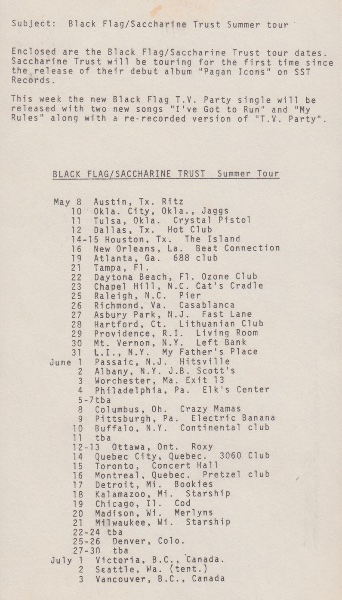 Subject: Black Flag/Saccharine Trust Summer tour
Enclosed are the Black Flag/Saccharine Trust tour dates.
Saccharine Trust will be touring for the first time since
the release of their debut album "Pagan Icons" on SST
Records.
This week the new Black Flag T.V. Party single will be
released with two new songs "I've Got to Run" and "My
Rules" along with a re-recorded version of "T.V. Party".
BLACK FLAG/SACCHARINE TRUST Summer Tour
May 8 Austin, Tx. Ritz
10 Okla. City, Okla., Jaggs
11 Tulsa, Okla. Crystal Pistol
12 Dallas, Tx. Hot Club
14-15 Houston, Tx. The Island
16 New Orleans, La. Beat Connection
19 Atlanta, Ga. 688 club
21 Tampa, Fl.
22 Daytona Beach, Fl. Ozone Club
23 Chapel Hill, N.C. Cat's Cradle
25 Raleigh, N.C. Pier
26 Richmond, Va. Casablanca
27 Asbury Park, N.J. Fast Lane
28 Hartford, Ct. Lithuanian Club
29 Providence, R.I. Living Room
30 Mt. Vernon, N.Y. Left Bank
31 L.I., N.Y. My Father's Place
June 1 Passaic, N.J. Hitsville
2 Albany, N.Y. J.B. Scott's
3 Worchester, Ma. Exit 13
4 Philadelphia, Pa. Elk's Center
5-7tba
8 Columbus, Oh. Crazy Mamas
9 Pittsburgh, Pa. Electric Banana
10 Buffalo, N.Y. Continental club
11 tba
12-13 Ottawa, Ont. Roxy
14 Quebec City, Quebec. 3060 Club
15 Toronto, Concert Hall
16 Montreal, Quebec. Pretzel club
17 Detroit, Mi. Bookies
18 Kalamazoo, Mi. Starship
19 Chicago, Il. Cod
20 Madison, Wi. Merlyns
21 Milwaukee, Wi. Starship
22-24 tba
25-26 Denver, Colo.
27-30 tba
July 1 Victoria, B.C., Canada.
2 Seattle, Wa. (tent.)
3 Vancouver, B.C., Canada